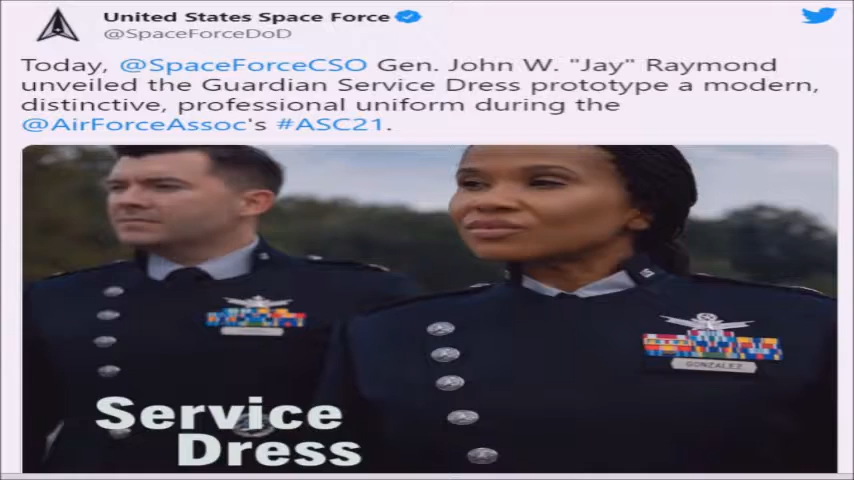 United States Space Force
@SpaceForceDoD
Today, @SpaceForceCSO Gen. John W. "Jay" Raymond
unveiled the Guardian Service Dress prototype a modern,
distinctive, professional uniform during the
@AirForceAssoc's #ASC21.
GONZALEZ
Service
Dress